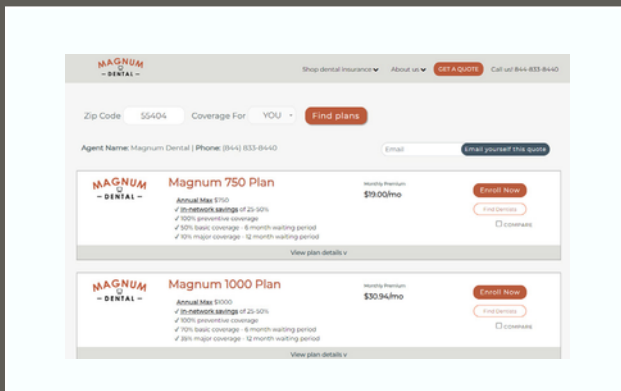 MAGNUM
– DENTAL –
Shop dental insurance About us GET A QUOTE Call us! 844-833-8440
Zip Code 55404 Coverage For YOU Find plans
Agent Name: Magnum Dental | Phone: (844) 833-8440 Email Email yourself this quote
MAGNUM
– DENTAL –
Magnum 750 Plan
Annual Max $750
✓ In-network savings of 25-50%
✓ 100% preventive coverage
✓ 50% basic coverage - 6 month waiting period
✓ 10% major coverage - 12 month waiting period
Monthly Premium
$19.00/mo
Enroll Now
Find Dentists
COMPARE
View plan details v
MAGNUM
– DENTAL –
Magnum 1000 Plan
Annual Max $1000
✓ In-network savings of 25-50%
✓ 100% preventive coverage
✓ 70% basic coverage - 6 month waiting period
✓ major coverage - 12 month waiting period
Monthly Premium
$30.94/mo
Enroll Now
Find Dentists
COMPARE
View plan details v